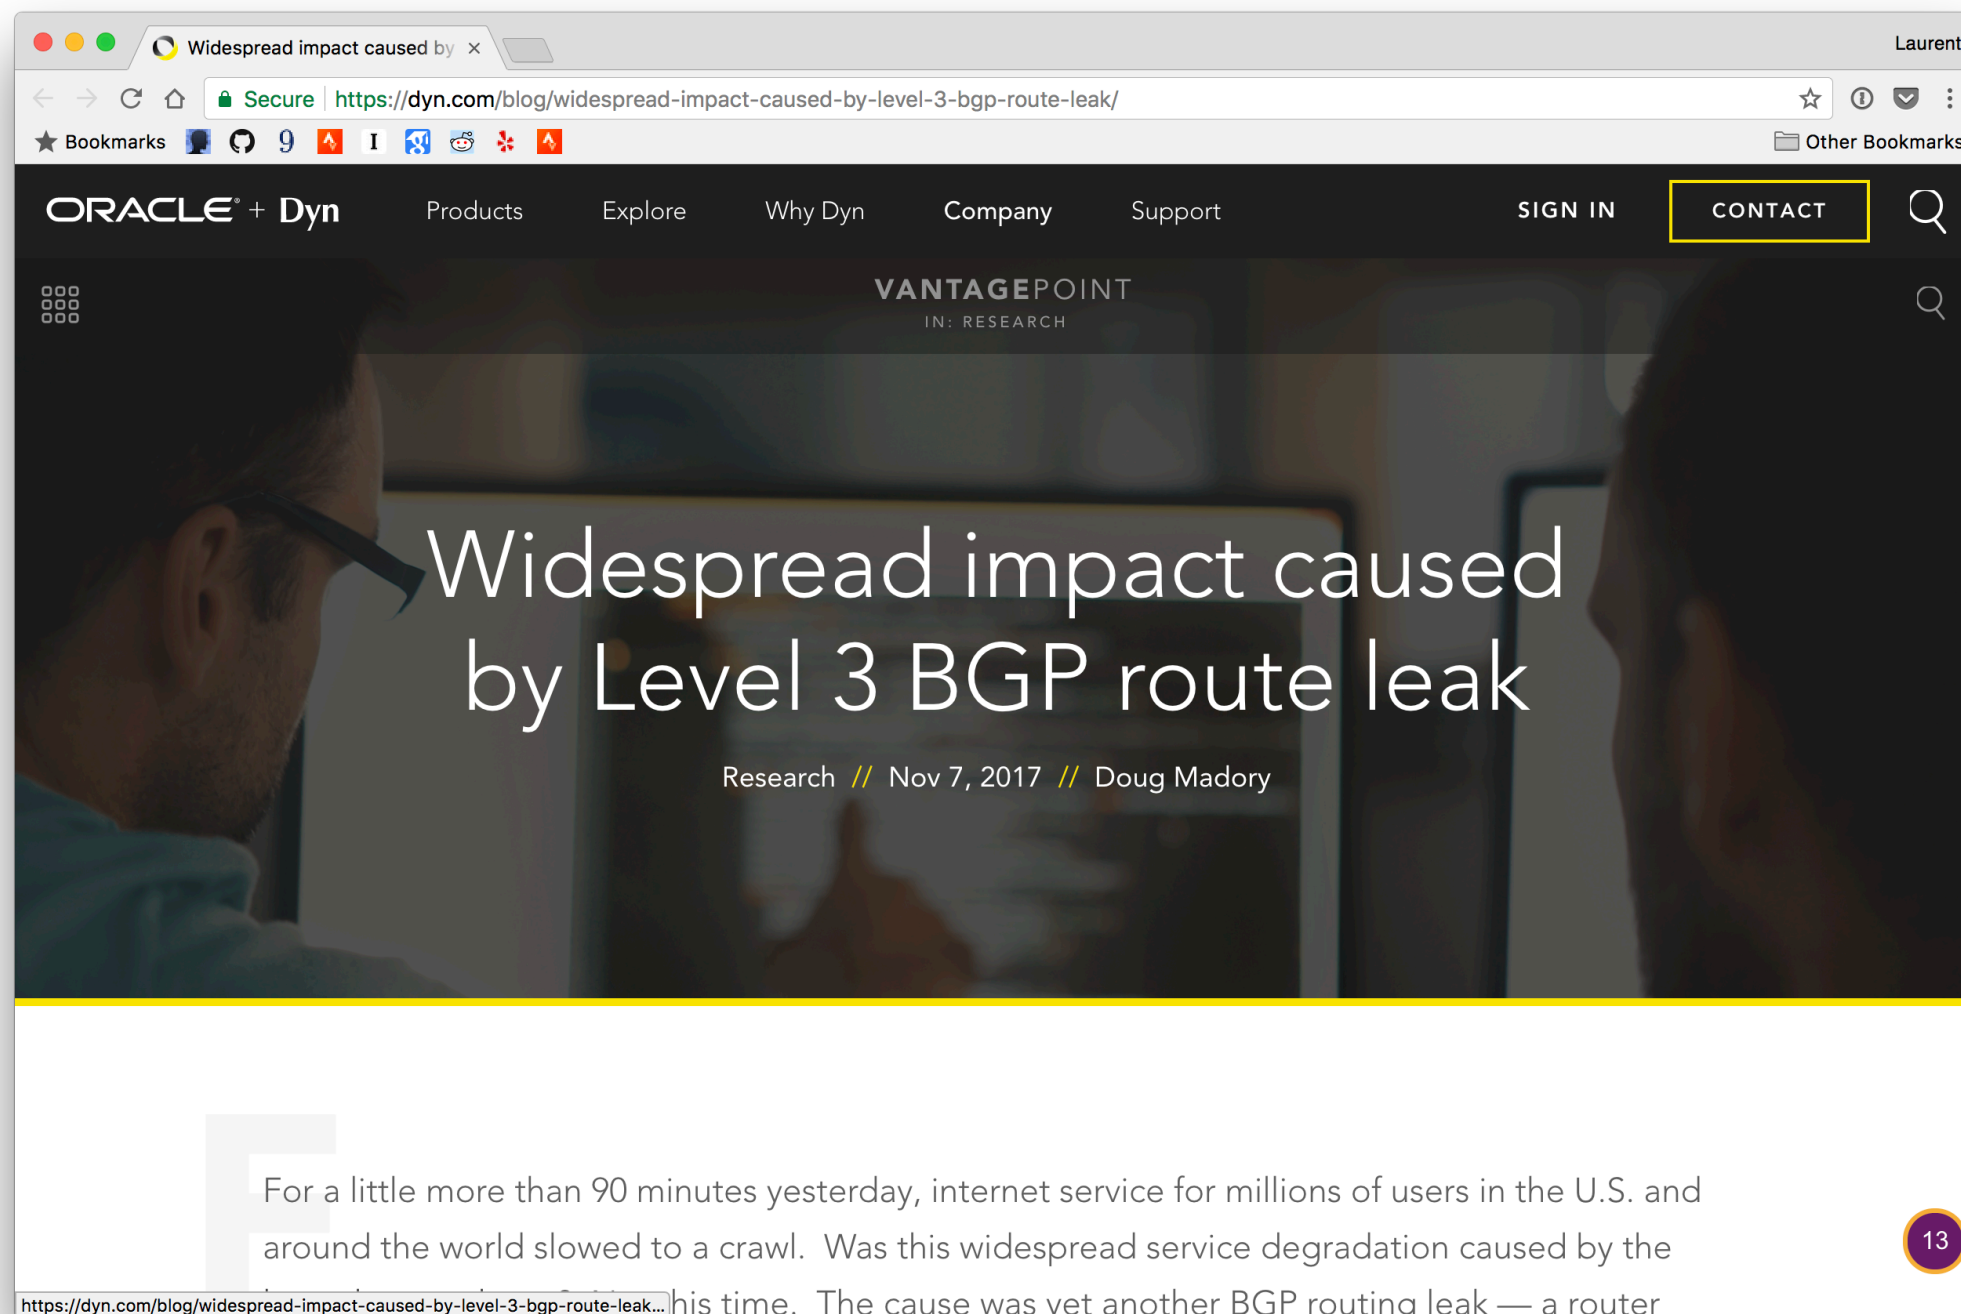 Widespread impact caused by
Laurent
Secure https://dyn.com/blog/widespread-impact-caused-by-level-3-bgp-route-leak/
Bookmarks 9 I g Other Bookmarks
ORACLE® + Dyn Products Explore Why Dyn Company Support SIGN IN CONTACT
VANTAGEPOINT
IN: RESEARCH
Widespread impact caused
by Level 3 BGP route leak
Research // Nov 7, 2017 // Doug Madory
For a little more than 90 minutes yesterday, internet service for millions of users in the U.S. and
around the world slowed to a crawl. Was this widespread service degradation caused by the
his time. The cause was yet another BGP routing leak — a router
13
https://dyn.com/blog/widespread-impact-caused-by-level-3-bgp-route-leak...